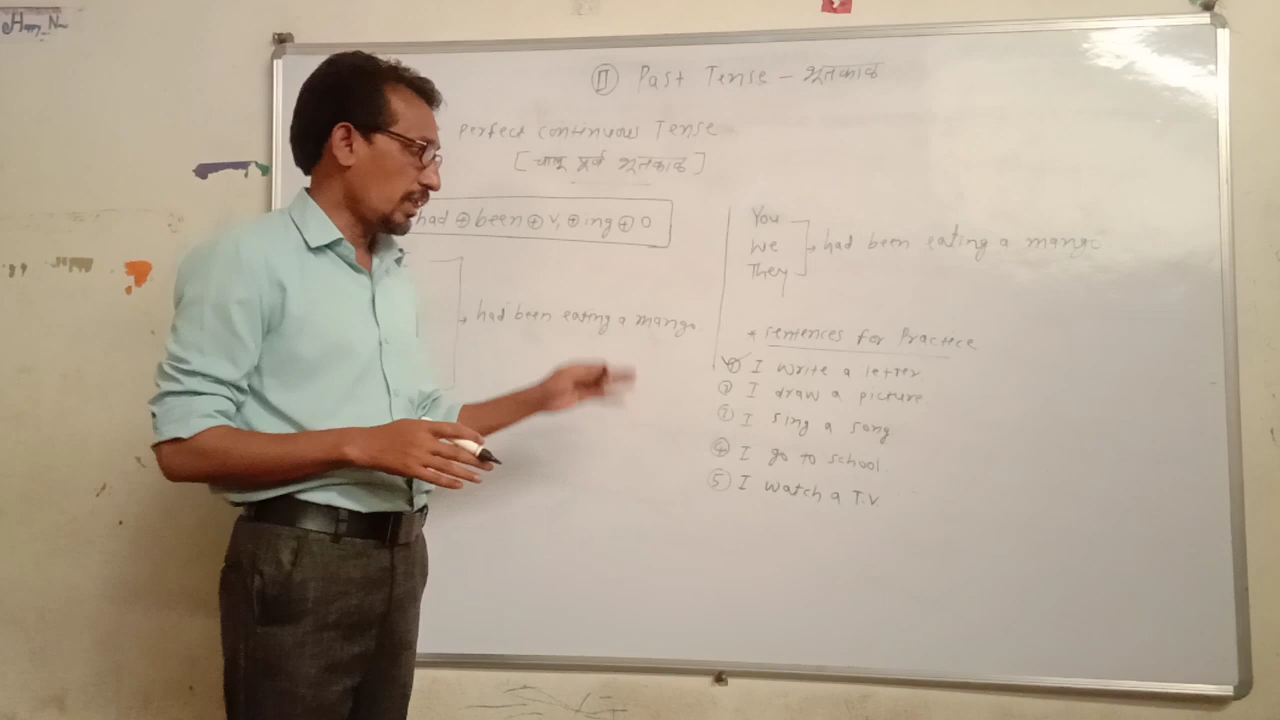 II Past Tense - भूतकाळ
Perfect Continuous Tense
[ चालू पूर्ण भूतकाळ ]
had + been + V1 + ing + O
had been eating a mango.
You
We
They
had been eating a mango
* Sentences for Practice
① I write a letter
② I draw a picture
③ I sing a song
④ I go to school
⑤ I watch a T.V